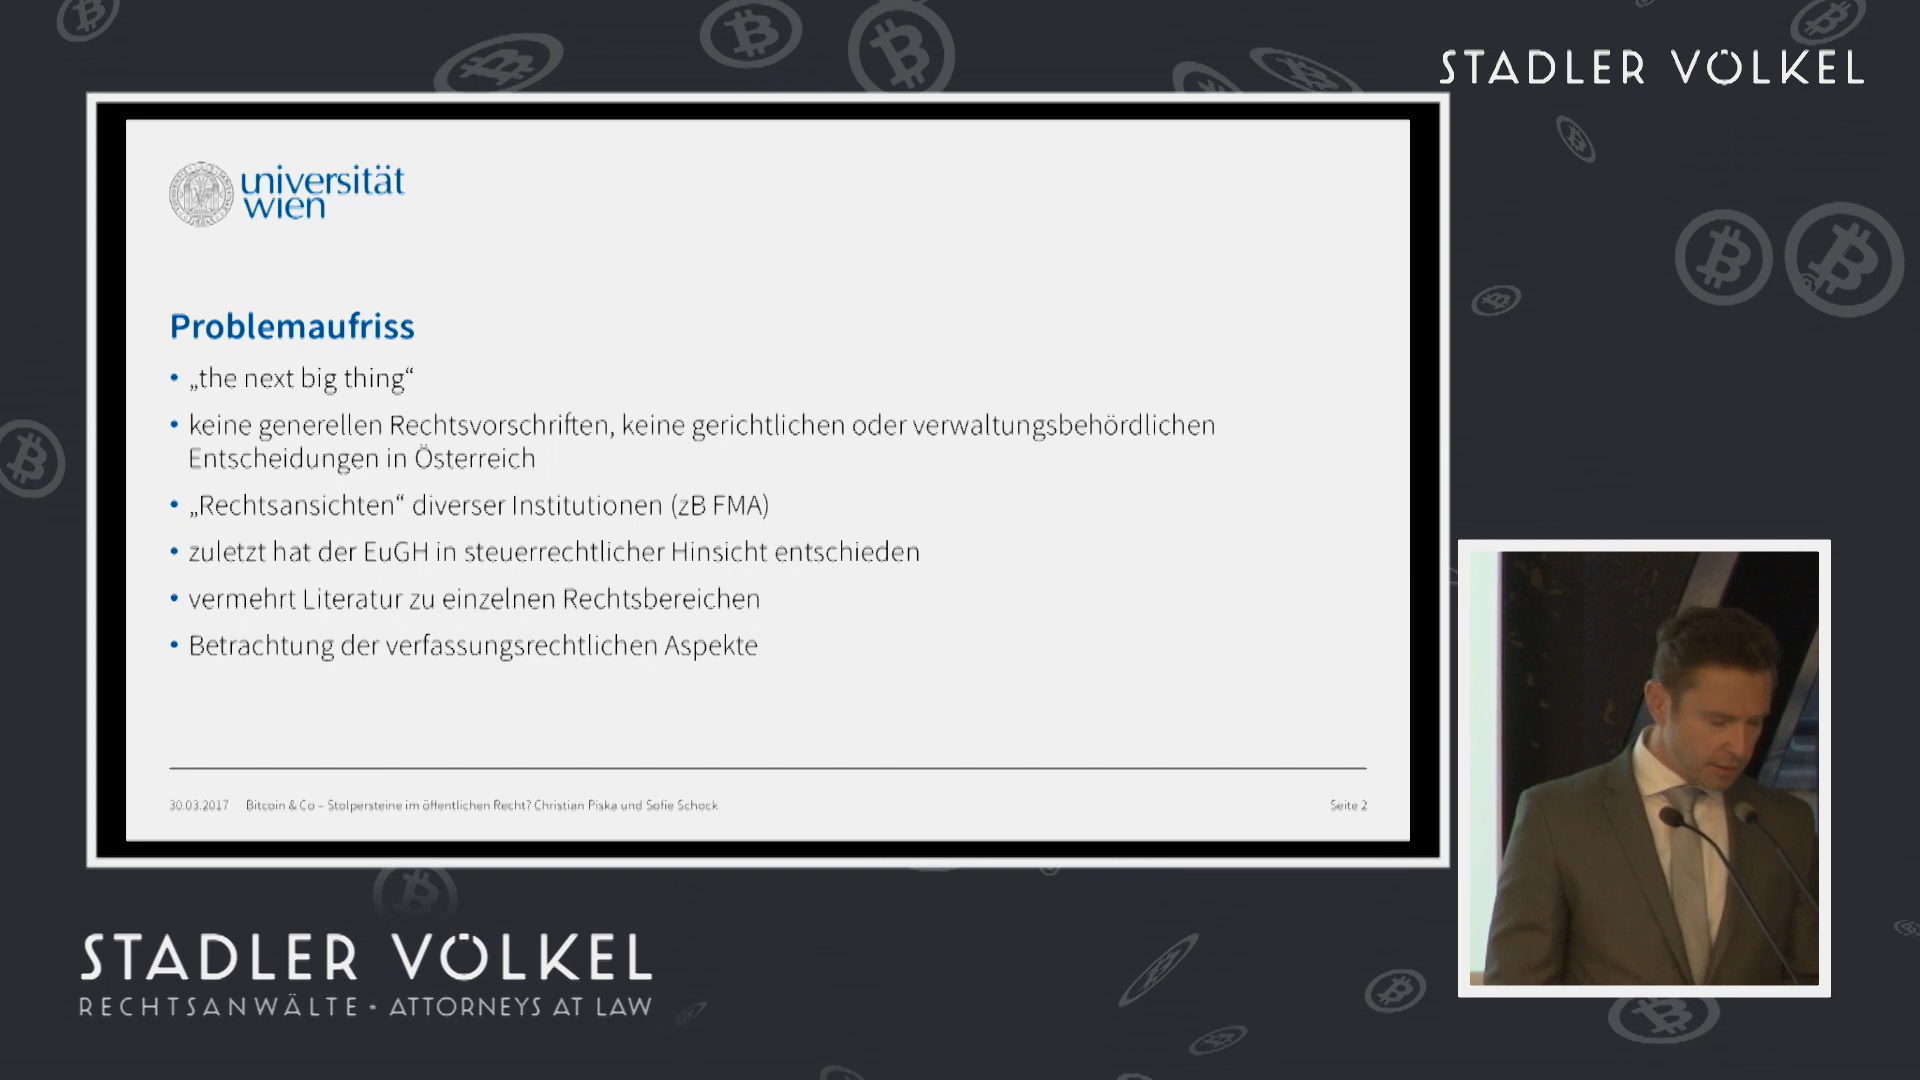 STADLER VÖLKEL
universität
wien
Problemaufriss
• „the next big thing“
• keine generellen Rechtsvorschriften, keine gerichtlichen oder verwaltungsbehördlichen
Entscheidungen in Österreich
• „Rechtsansichten“ diverser Institutionen (zB FMA)
• zuletzt hat der EuGH in steuerrechtlicher Hinsicht entschieden
• vermehrt Literatur zu einzelnen Rechtsbereichen
• Betrachtung der verfassungsrechtlichen Aspekte
30.03.2017 Bitcoin & Co – Stolpersteine im öffentlichen Recht? Christian Piska und Sofie Schock Seite 2
STADLER VÖLKEL
RECHTSANWÄLTE • ATTORNEYS AT LAW